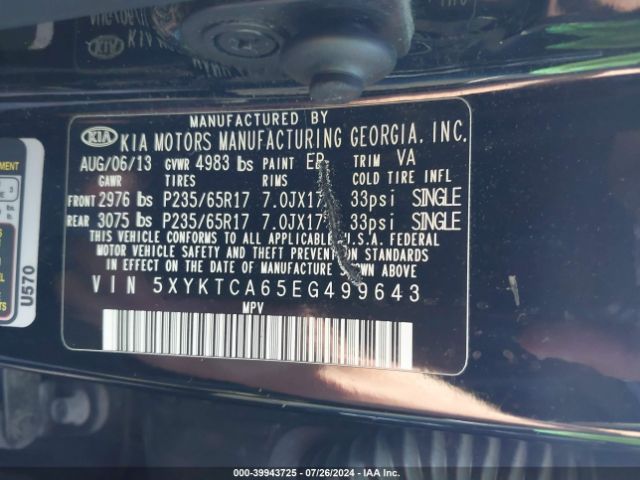 MANUFACTURED BY
KIA KIA MOTORS MANUFACTURING GEORGIA, INC.
AUG/06/13 GVWR 4983 lbs PAINT EB TRIM VA
GAWR TIRES RIMS COLD TIRE INFL
FRONT 2976 lbs P235/65R17 7.0JX17 33psi SINGLE
REAR 3075 lbs P235/65R17 7.0JX17 33psi SINGLE
THIS VEHICLE CONFORMS TO ALL APPLICABLE U.S.A. FEDERAL
MOTOR VEHICLE SAFETY AND THEFT PREVENTION STANDARDS
IN EFFECT ON THE DATE OF MANUFACTURE SHOWN ABOVE
VIN 5XYKTCA65EG499643
MPV
U570
000-39943725 - 07/26/2024 - IAA Inc.